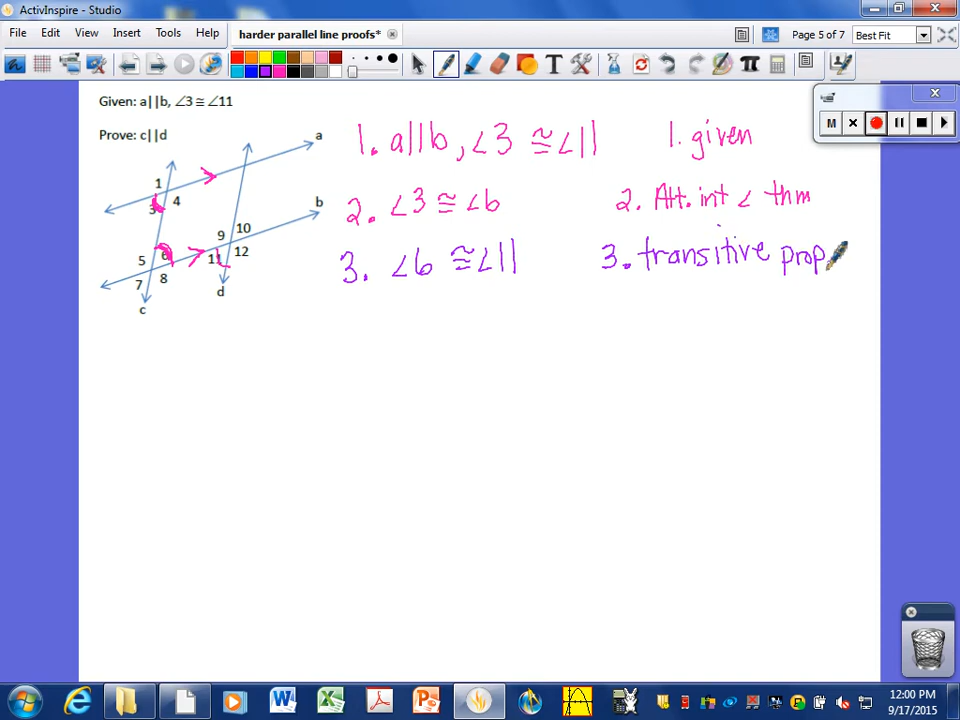 ActivInspire - Studio
File Edit View Insert Tools Help harder parallel line proofs* Page 5 of 7 Best Fit
Given: a||b, ∠3 ≅ ∠11
Prove: c||d
a
1
4
3
b
9 10
5 6 11 12
7 8
d
c
1. a||b, ∠3 ≅ ∠11 1. given
2. ∠3 ≅ ∠6 2. Alt. int ∠ thm
3. ∠6 ≅ ∠11 3. transitive prop
M
12:00 PM
9/17/2015